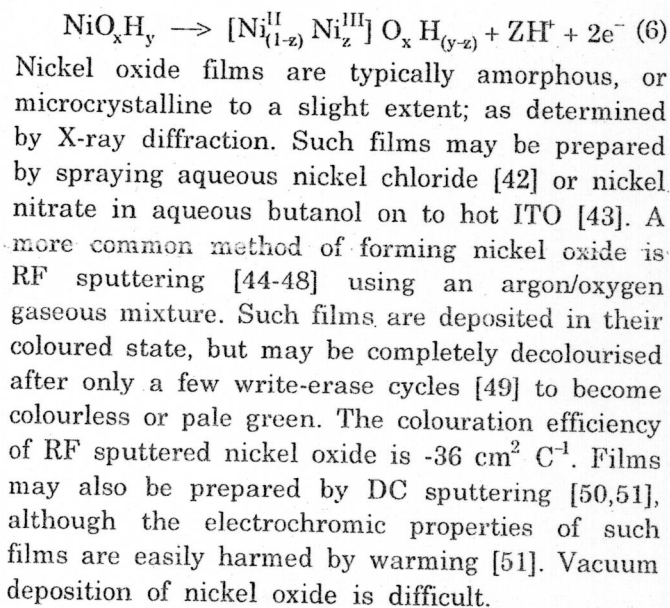 NiOₓHᵧ → [Ni^{II}_{(1-z)} Ni^{III}_{z}] Oₓ H_{(y-z)} + ZH⁺ + 2e⁻ (6)
Nickel oxide films are typically amorphous, or
microcrystalline to a slight extent; as determined
by X-ray diffraction. Such films may be prepared
by spraying aqueous nickel chloride [42] or nickel
nitrate in aqueous butanol on to hot ITO [43]. A
more common method of forming nickel oxide is
RF sputtering [44-48] using an argon/oxygen
gaseous mixture. Such films are deposited in their
coloured state, but may be completely decolourised
after only a few write-erase cycles [49] to become
colourless or pale green. The colouration efficiency
of RF sputtered nickel oxide is -36 cm² C⁻¹. Films
may also be prepared by DC sputtering [50,51],
although the electrochromic properties of such
films are easily harmed by warming [51]. Vacuum
deposition of nickel oxide is difficult.